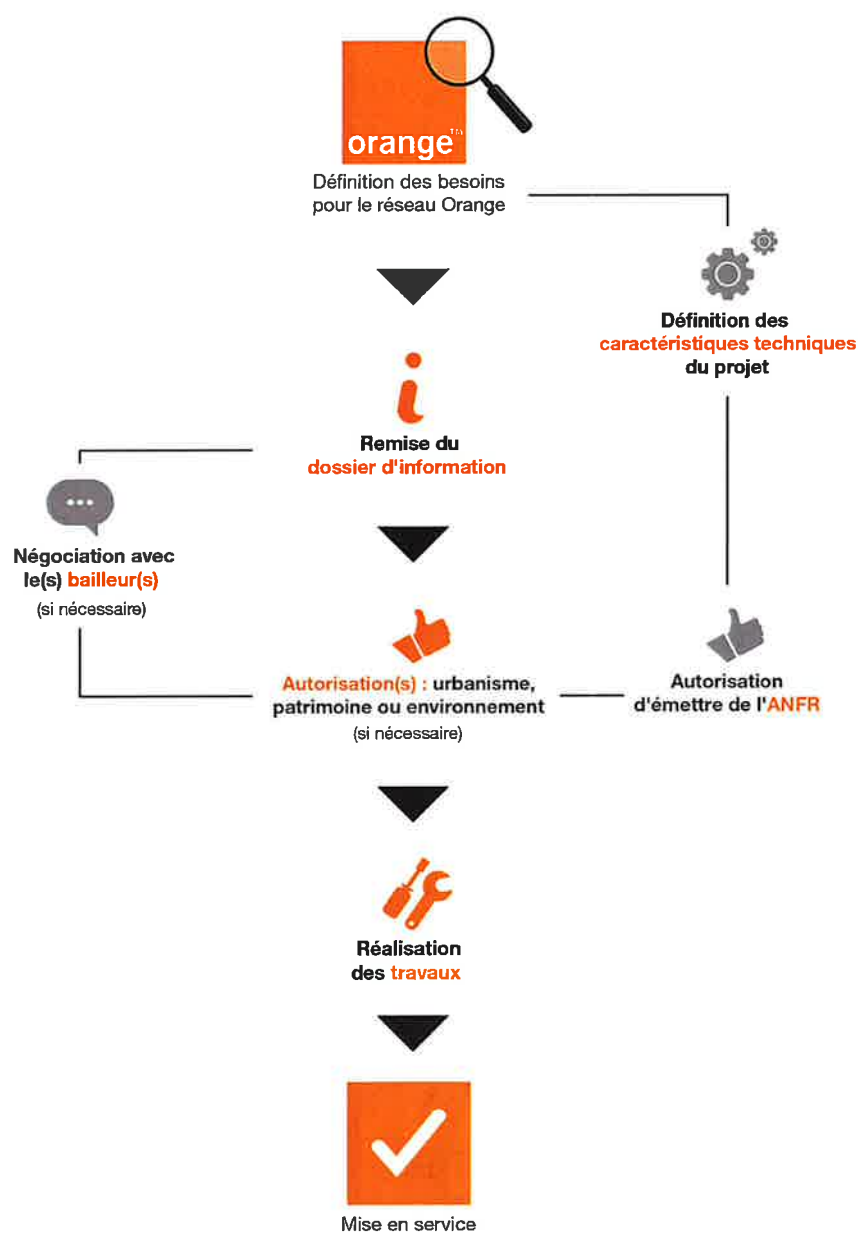 orange™
Définition des besoins
pour le réseau Orange
Définition des
caractéristiques techniques
du projet
Remise du
dossier d'information
Négociation avec
le(s) bailleur(s)
(si nécessaire)
Autorisation(s) : urbanisme,
patrimoine ou environnement
(si nécessaire)
Autorisation
d'émettre de l'ANFR
Réalisation
des travaux
Mise en service